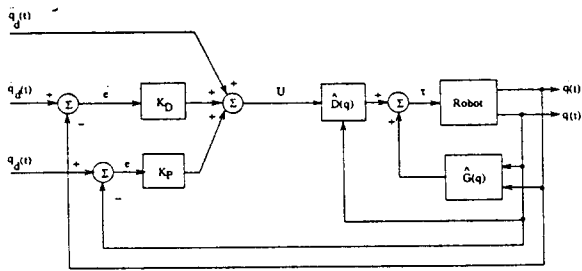 q̈d(t)
+
q̇d(t) + Σ ė KD + Σ U D̂(q) + Σ τ Robot q̇(t)
−
+
+
q(t)
qd(t) + Σ e KP Ĝ(q)
−